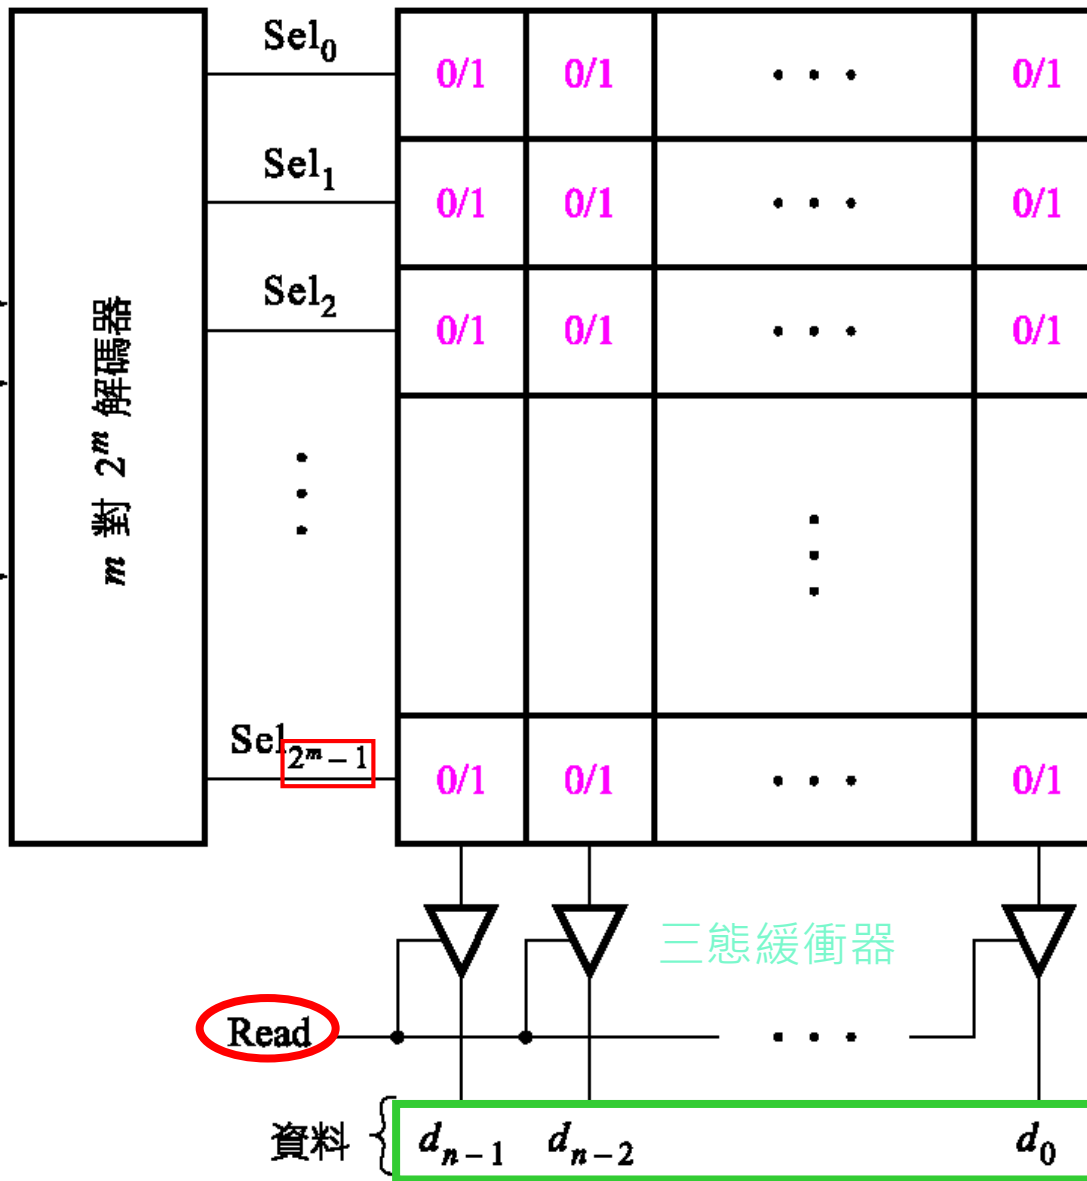 Sel₀
0/1 0/1 • • • 0/1
Sel₁
0/1 0/1 • • • 0/1
Sel₂
0/1 0/1 • • • 0/1
m 對 2ᵐ 解碼器
Sel₂ᵐ₋₁
0/1 0/1 • • • 0/1
三態緩衝器
Read • • •
資料 { dₙ₋₁ dₙ₋₂ d₀